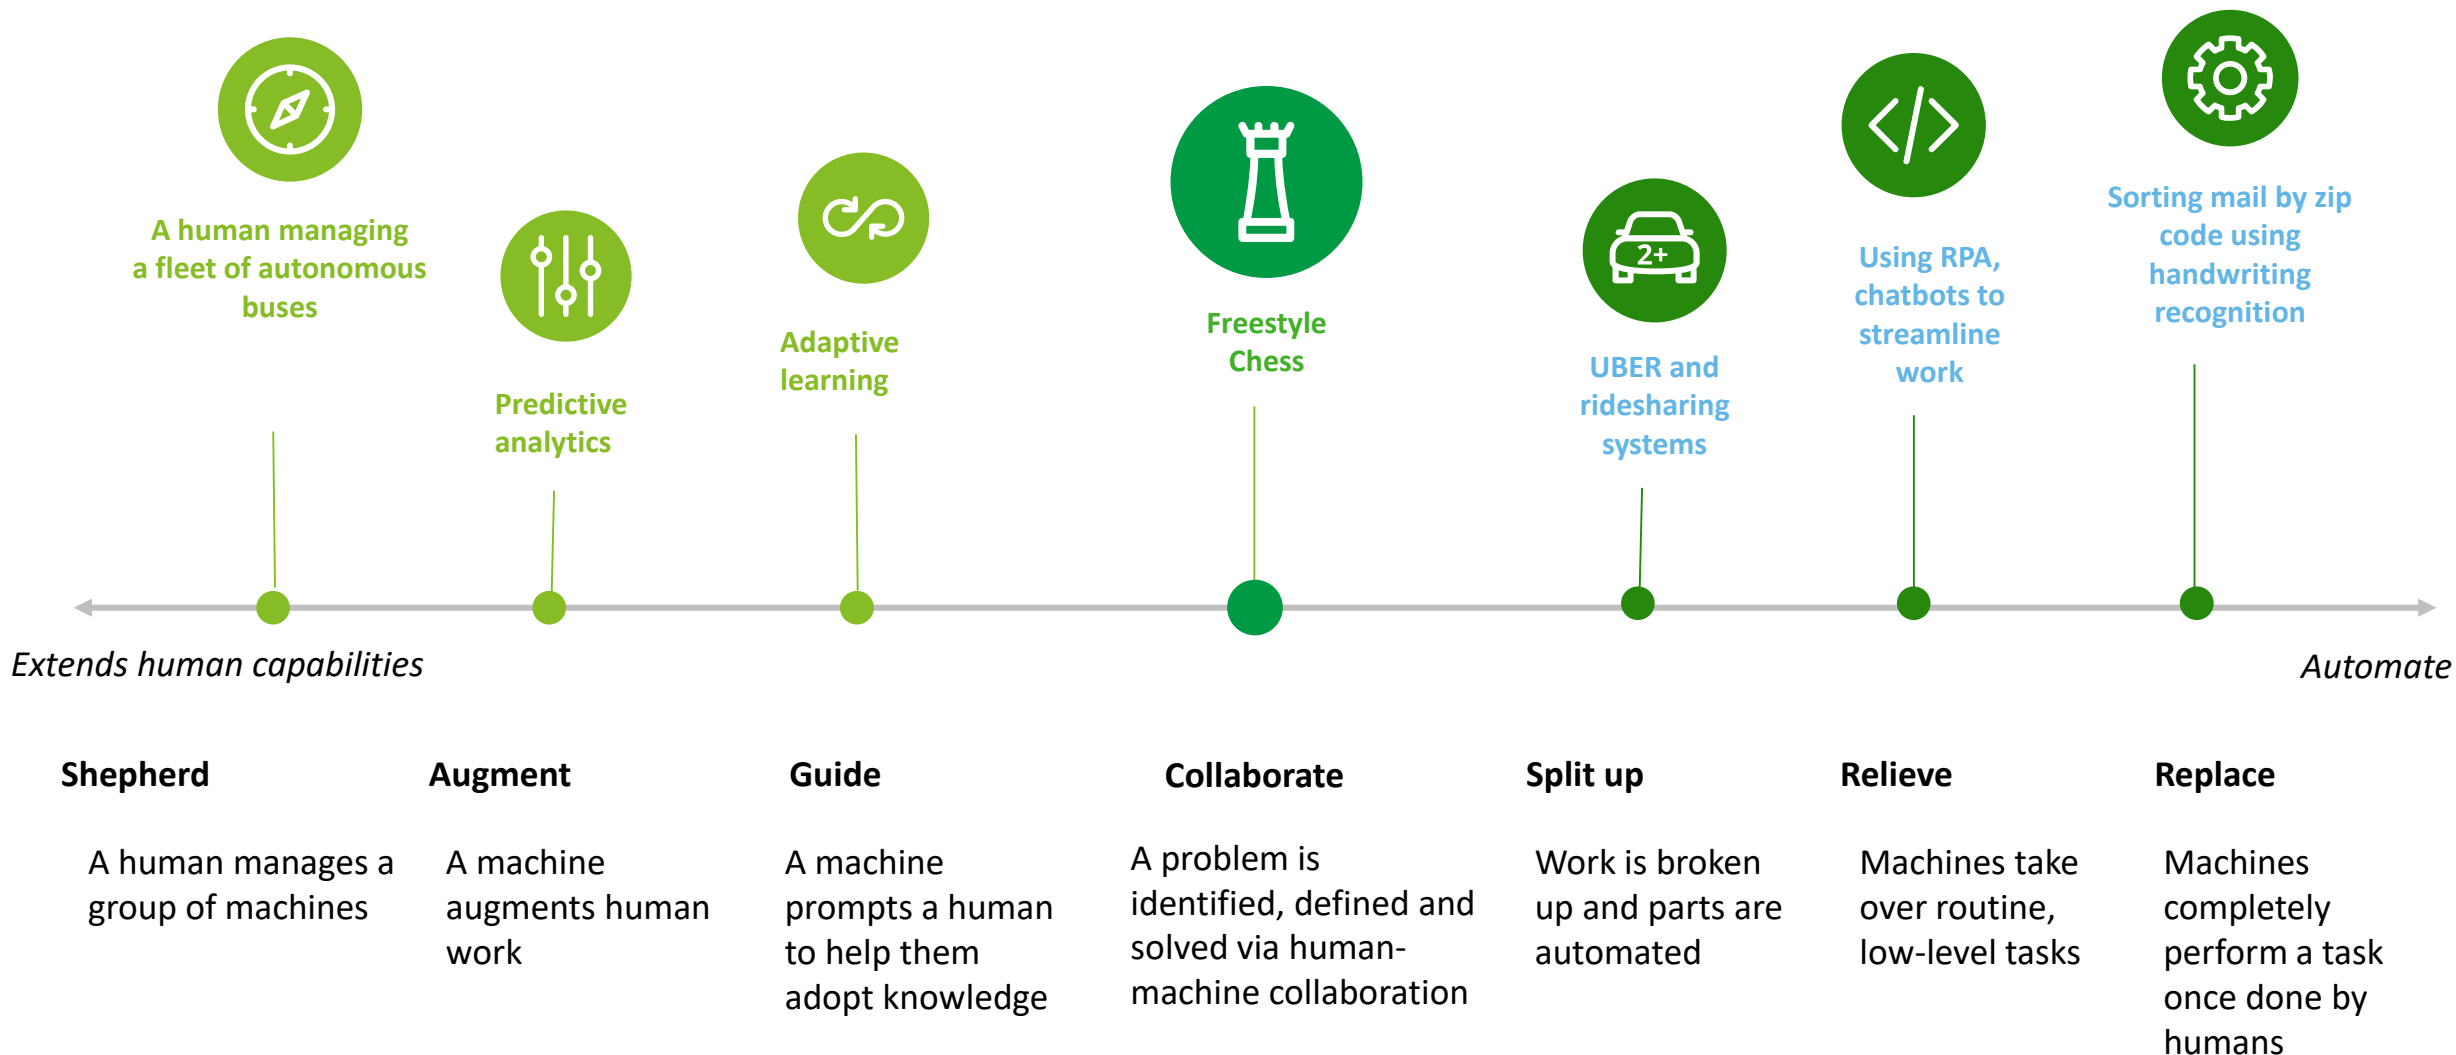 A human managing
a fleet of autonomous
buses
Predictive
analytics
Adaptive
learning
Freestyle
Chess
2+
UBER and
ridesharing
systems
Using RPA,
chatbots to
streamline
work
Sorting mail by zip
code using
handwriting
recognition
Extends human capabilities
Automate
Shepherd
A human manages a
group of machines
Augment
A machine
augments human
work
Guide
A machine
prompts a human
to help them
adopt knowledge
Collaborate
A problem is
identified, defined and
solved via human-
machine collaboration
Split up
Work is broken
up and parts are
automated
Relieve
Machines take
over routine,
low-level tasks
Replace
Machines
completely
perform a task
once done by
humans